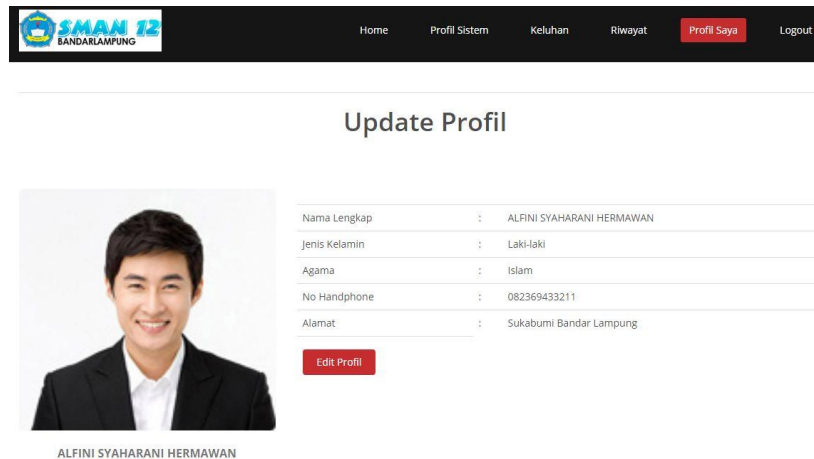 SMAN 12
BANDARLAMPUNG
Home Profil Sistem Keluhan Riwayat Profil Saya Logout
Update Profil
Nama Lengkap : ALFINI SYAHARANI HERMAWAN
Jenis Kelamin : Laki-laki
Agama : Islam
No Handphone : 082369433211
Alamat : Sukabumi Bandar Lampung
Edit Profil
ALFINI SYAHARANI HERMAWAN